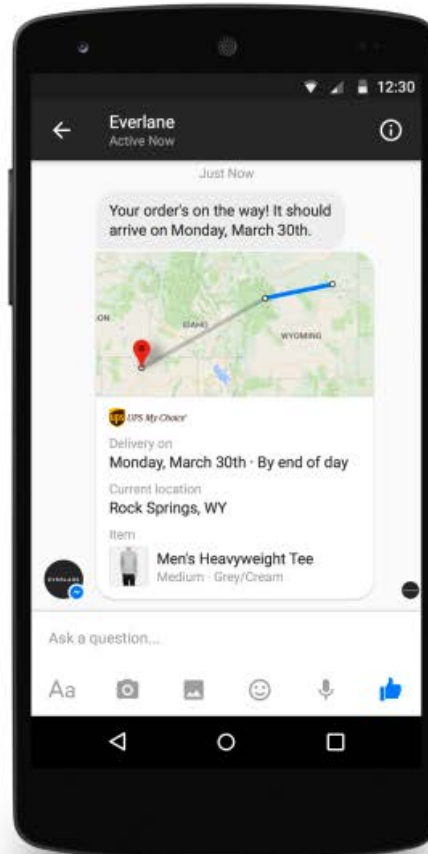 12:30
Everlane
Active Now
Just Now
Your order's on the way! It should
arrive on Monday, March 30th.
ON
IDAHO
WYOMING
ups UPS My Choice®
Delivery on
Monday, March 30th · By end of day
Current location
Rock Springs, WY
Item
Men's Heavyweight Tee
Medium · Grey/Cream
EVERLANE
Ask a question...
Aa